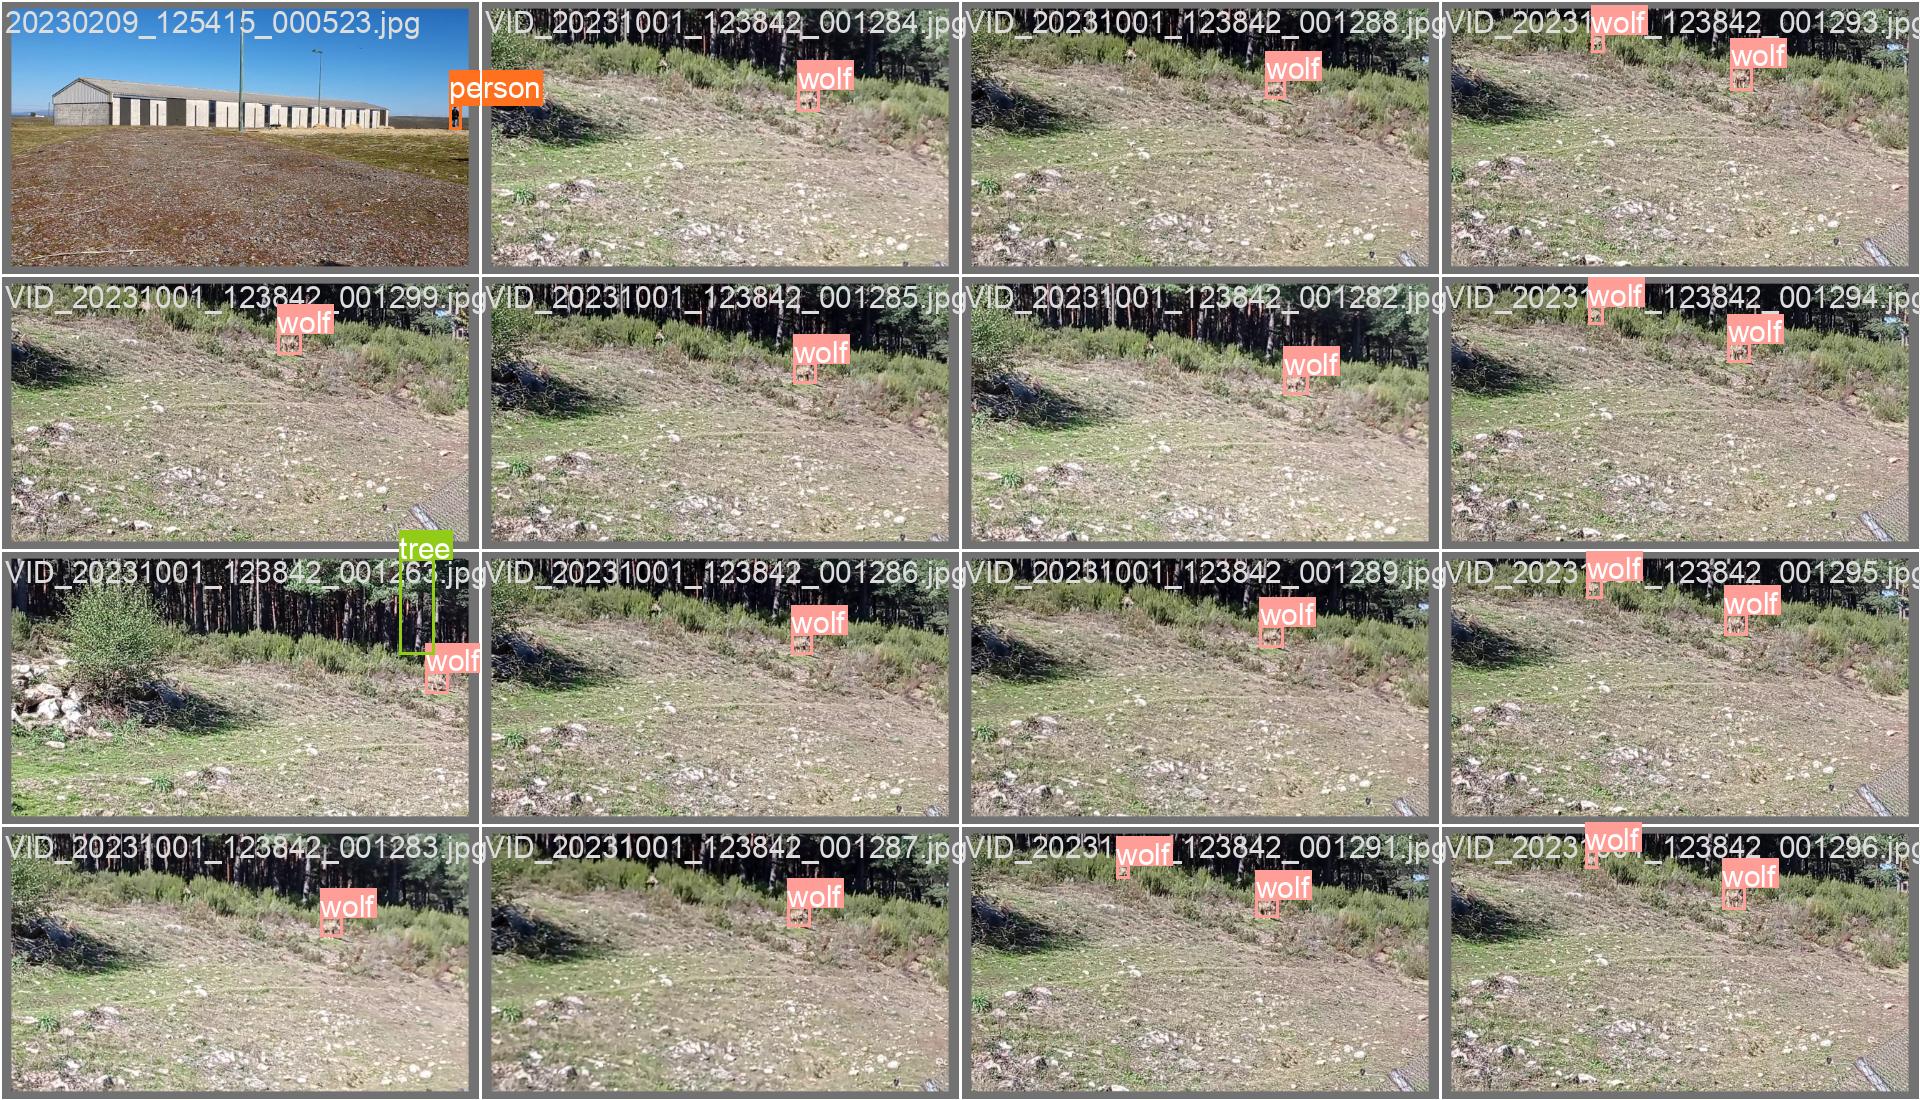 20230209_125415_000523.jpg
person
VID_20231001_123842_001284.jpg
wolf
VID_20231001_123842_001288.jpg
wolf
VID_2023 _123842_001293.jpg
wolf
wolf
VID_20231001_123842_001299.jpg
wolf
VID_20231001_123842_001285.jpg
wolf
VID_20231001_123842_001282.jpg
wolf
VID_2023 _123842_001294.jpg
wolf
wolf
tree
VID_20231001_123842_001263.jpg
wolf
VID_20231001_123842_001286.jpg
wolf
VID_20231001_123842_001289.jpg
wolf
VID_2023 _123842_001295.jpg
wolf
wolf
VID_20231001_123842_001283.jpg
wolf
VID_20231001_123842_001287.jpg
wolf
VID_2023 _123842_001291.jpg
wolf
wolf
VID_2023 _123842_001296.jpg
wolf
wolf